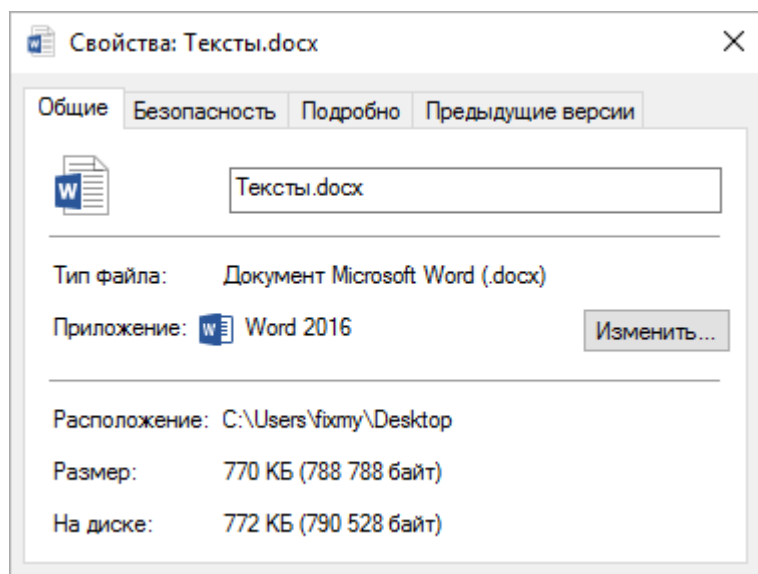 Свойства: Тексты.docx
Общие Безопасность Подробно Предыдущие версии
Тексты.docx
Тип файла: Документ Microsoft Word (.docx)
Приложение: Word 2016 Изменить...
Расположение: C:\Users\fixmy\Desktop
Размер: 770 КБ (788 788 байт)
На диске: 772 КБ (790 528 байт)